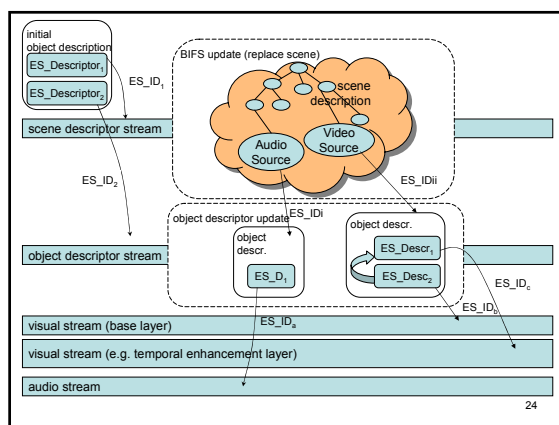 initial
object description
ES_Descriptor1
ES_Descriptor2
ES_ID1
BIFS update (replace scene)
scene
description
Audio
Source
Video
Source
scene descriptor stream
ES_ID2
ES_IDi
ES_IDii
object descriptor update
object
descr.
ES_D1
object descr.
ES_Descr1
ES_Desc2
object descriptor stream
ES_IDa
ES_IDb
ES_IDc
visual stream (base layer)
visual stream (e.g. temporal enhancement layer)
audio stream
24